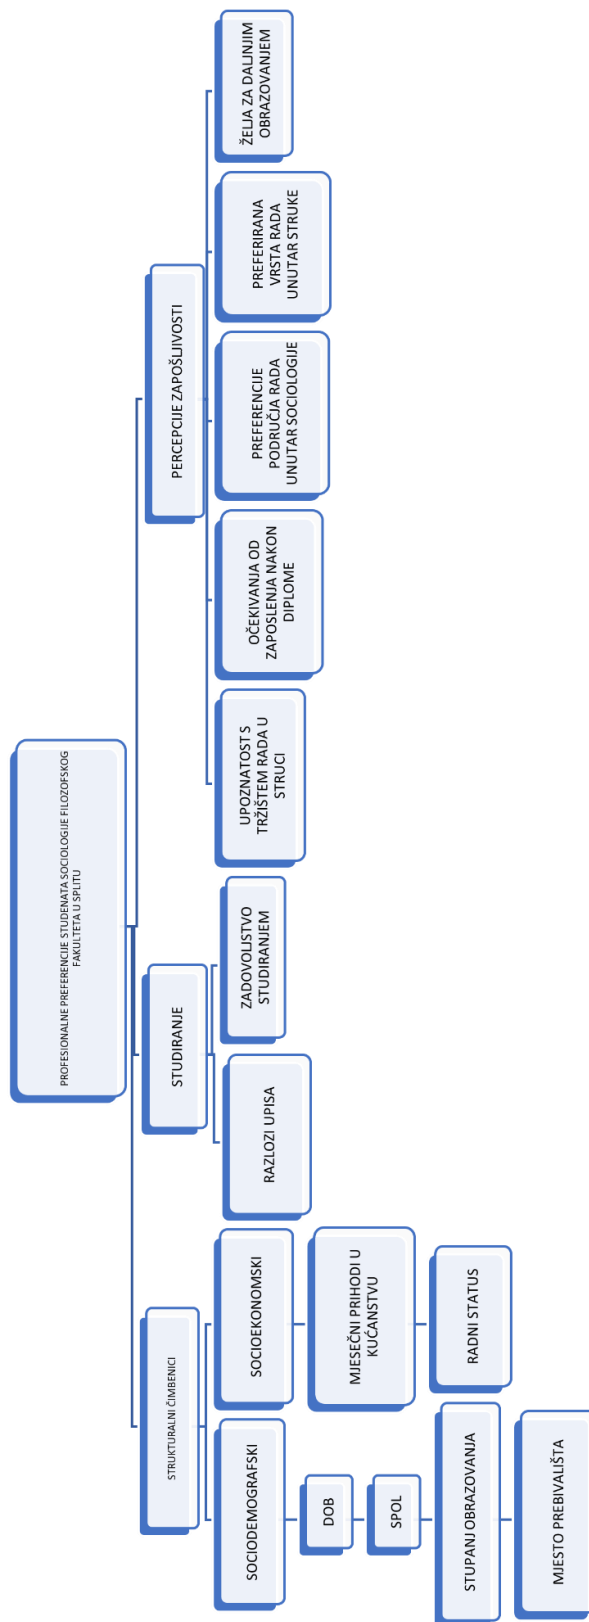 PROFESIONALNE PREFERENCIJE STUDENATA SOCIOLOGIJE FILOZOFSKOG
FAKULTETA U SPLITU
STRUKTURALNI ČIMBENICI
SOCIODEMOGRAFSKI
DOB
SPOL
STUPANJ OBRAZOVANJA
MJESTO PREBIVALIŠTA
SOCIOEKONOMSKI
MJESEČNI PRIHODI U
KUĆANSTVU
RADNI STATUS
STUDIRANJE
RAZLOZI UPISA
ZADOVOLJSTVO
STUDIRANJEM
PERCEPCIJE ZAPOŠLJIVOSTI
UPOZNATOST S
TRŽIŠTEM RADA U
STRUCI
OČEKIVANJA OD
ZAPOSLENJA NAKON
DIPLOME
PREFERENCIJE
PODRUČJA RADA
UNUTAR SOCIOLOGIJE
PREFERIRANA
VRSTA RADA
UNUTAR STRUKE
ŽELJA ZA DALJNJIM
OBRAZOVANJEM